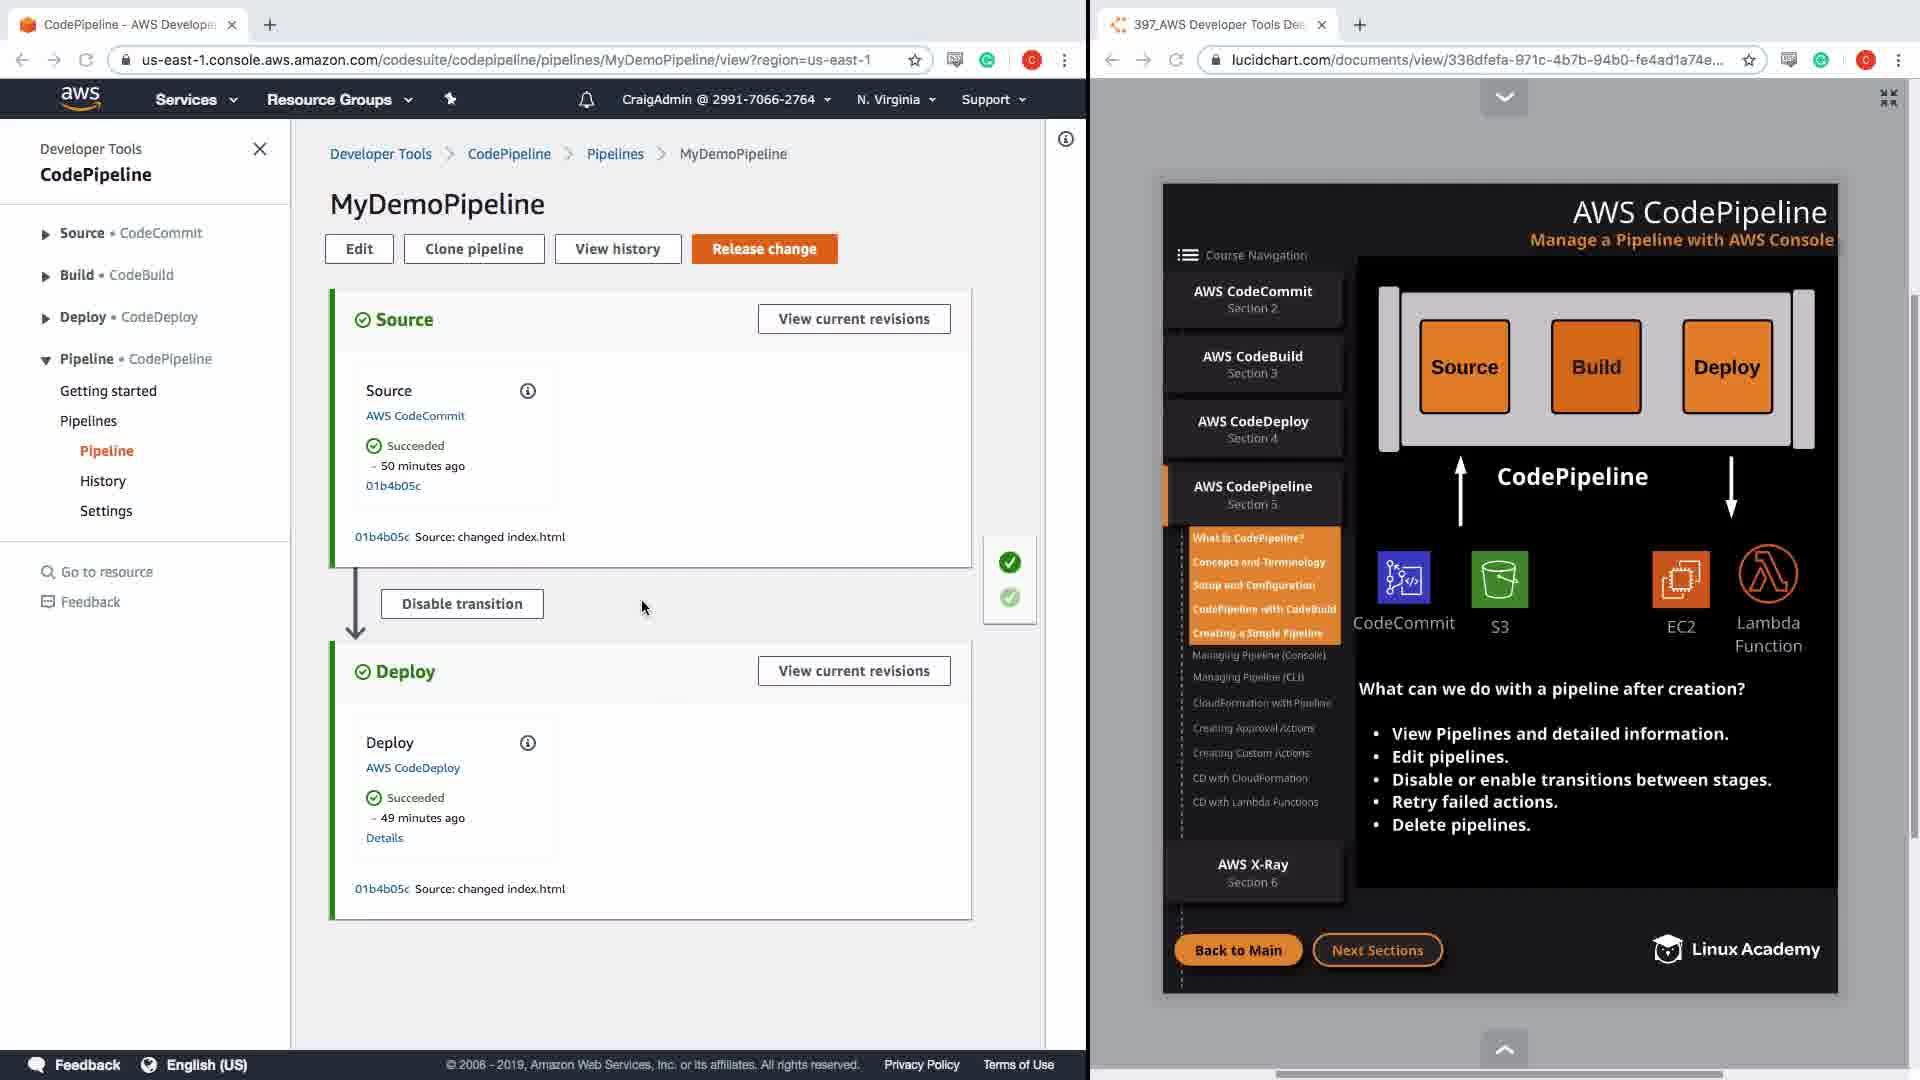 CodePipeline - AWS Develope
us-east-1.console.aws.amazon.com/codesuite/codepipeline/pipelines/MyDemoPipeline/view?region=us-east-1
C
aws
Services
Resource Groups
CraigAdmin @ 2991-7066-2764
N. Virginia
Support
Developer Tools
CodePipeline
Source • CodeCommit
Build • CodeBuild
Deploy • CodeDeploy
Pipeline • CodePipeline
Getting started
Pipelines
Pipeline
History
Settings
Go to resource
Feedback
Developer Tools > CodePipeline > Pipelines > MyDemoPipeline
MyDemoPipeline
Edit
Clone pipeline
View history
Release change
Source
View current revisions
Source
AWS CodeCommit
Succeeded
- 50 minutes ago
01b4b05c
01b4b05c Source: changed index.html
Disable transition
Deploy
View current revisions
Deploy
AWS CodeDeploy
Succeeded
- 49 minutes ago
Details
01b4b05c Source: changed index.html
Feedback
English (US)
© 2008 - 2019, Amazon Web Services, Inc. or its affiliates. All rights reserved.
Privacy Policy
Terms of Use
397_AWS Developer Tools Dee
lucidchart.com/documents/view/338dfefa-971c-4b7b-94b0-fe4ad1a74e...
C
AWS CodePipeline
Manage a Pipeline with AWS Console
Course Navigation
AWS CodeCommit
Section 2
AWS CodeBuild
Section 3
AWS CodeDeploy
Section 4
AWS CodePipeline
Section 5
What is CodePipeline?
Concepts and Terminology
Setup and Configuration
CodePipeline with CodeBuild
Creating a Simple Pipeline
Managing Pipeline (Console)
Managing Pipeline (CLI)
CloudFormation with Pipeline
Creating Approval Actions
Creating Custom Actions
CD with CloudFormation
CD with Lambda Functions
AWS X-Ray
Section 6
Back to Main
Next Sections
Source
Build
Deploy
CodePipeline
CodeCommit
S3
EC2
Lambda
Function
What can we do with a pipeline after creation?
• View Pipelines and detailed information.
• Edit pipelines.
• Disable or enable transitions between stages.
• Retry failed actions.
• Delete pipelines.
Linux Academy